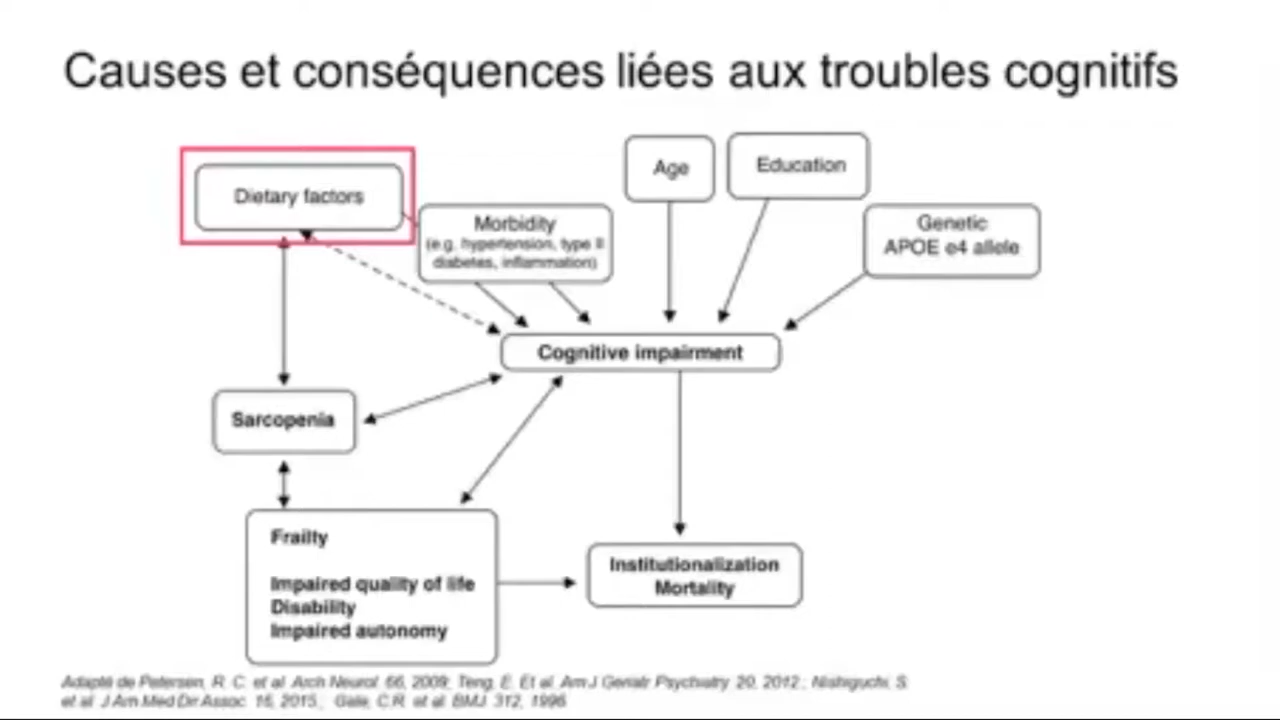 Causes et conséquences liées aux troubles cognitifs
Dietary factors
Morbidity
(e.g. hypertension, type II
diabetes, inflammation)
Age
Education
Genetic
APOE e4 allele
Cognitive impairment
Sarcopenia
Frailty
Impaired quality of life
Disability
Impaired autonomy
Institutionalization
Mortality
Adapté de Petersen, R. C. et al. Arch Neurol. 66, 2009; Teng, E. Et al. Am J Geriatr Psychiatry. 20, 2012.; Nishiguchi, S.
et al. J Am Med Dir Assoc. 16, 2015.; Gale, C.R. et al. BMJ. 312, 1996.